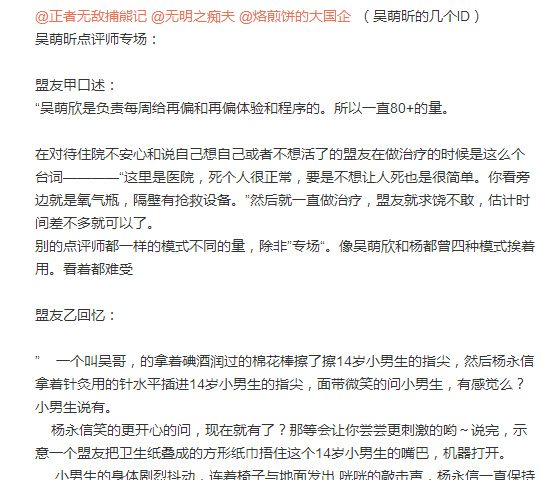 @正者无敌捕熊记 @无明之痴夫 @烙煎饼的大国企 （吴萌昕的几个ID）
吴萌昕点评师专场：
盟友甲口述：
“吴萌欣是负责每周给再偏和再偏体验和程序的。所以一直80+的量。
在对待住院不安心和说自己想自己或者不想活了的盟友在做治疗的时候是这么个
台词————“这里是医院，死个人很正常，要是不想让人死也是很简单。你看旁
边就是氧气瓶，隔壁有抢救设备。”然后就一直做治疗，盟友就求饶不敢，估计时
间差不多就可以了。
别的点评师都一样的模式不同的量，除非”专场“。像吴萌欣和杨都曾四种模式挨着
用。看着都难受
盟友乙回忆：
” 一个叫吴哥，的拿着碘酒润过的棉花棒擦了擦14岁小男生的指尖，然后杨永信
拿着针灸用的针水平插进14岁小男生的指尖，面带微笑的问小男生，有感觉么？
小男生说有。
杨永信笑的更开心的问，现在就有了？那等会让你尝尝更刺激的哟～说完，示
意一个盟友把卫生纸叠成的方形纸巾捂住这个14岁小男生的嘴巴，机器打开。
小男生的身体剧烈抖动，连着椅子与地面发出 咣咣的敲击声，杨永信一直保持